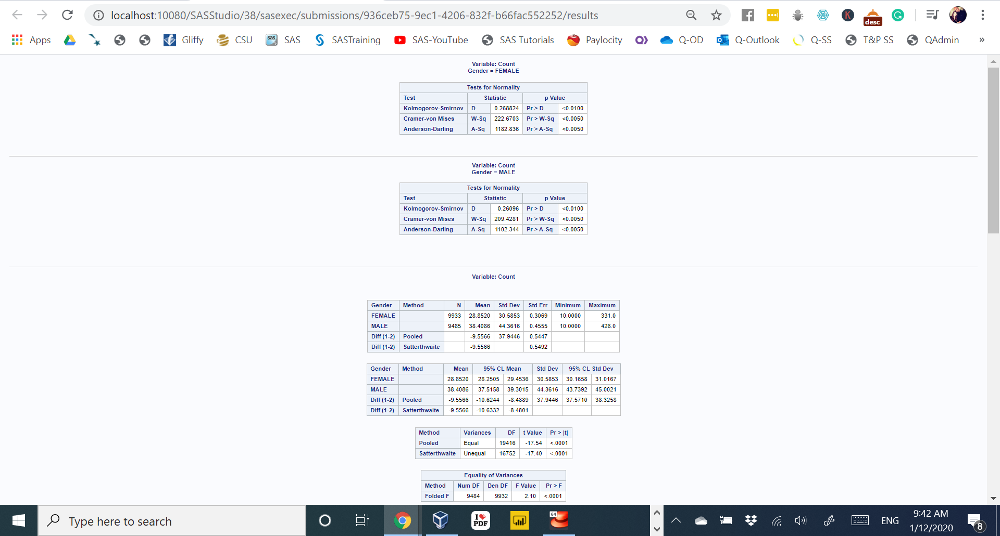 localhost:10080/SASStudio/38/sasexec/submissions/936ceb75-9ec1-4206-832f-b66fac552252/results
desc
Apps Gliffy CSU SAS SASTraining SAS-YouTube SAS Tutorials Paylocity Q-OD Q-Outlook Q-SS T&P SS QAdmin »
Variable: Count
Gender = FEMALE
Tests for Normality
Test Statistic p Value
Kolmogorov-Smirnov D 0.268824 Pr > D <0.0100
Cramer-von Mises W-Sq 222.6703 Pr > W-Sq <0.0050
Anderson-Darling A-Sq 1182.836 Pr > A-Sq <0.0050
Variable: Count
Gender = MALE
Tests for Normality
Test Statistic p Value
Kolmogorov-Smirnov D 0.26096 Pr > D <0.0100
Cramer-von Mises W-Sq 209.4281 Pr > W-Sq <0.0050
Anderson-Darling A-Sq 1102.344 Pr > A-Sq <0.0050
Variable: Count
Gender Method N Mean Std Dev Std Err Minimum Maximum
FEMALE 9933 28.8520 30.5853 0.3069 10.0000 331.0
MALE 9485 38.4086 44.3616 0.4555 10.0000 426.0
Diff (1-2) Pooled -9.5566 37.9446 0.5447
Diff (1-2) Satterthwaite -9.5566 0.5492
Gender Method Mean 95% CL Mean Std Dev 95% CL Std Dev
FEMALE 28.8520 28.2505 29.4536 30.5853 30.1658 31.0167
MALE 38.4086 37.5158 39.3015 44.3616 43.7392 45.0021
Diff (1-2) Pooled -9.5566 -10.6244 -8.4889 37.9446 37.5710 38.3258
Diff (1-2) Satterthwaite -9.5566 -10.6332 -8.4801
Method Variances DF t Value Pr > |t|
Pooled Equal 19416 -17.54 <.0001
Satterthwaite Unequal 16752 -17.40 <.0001
Equality of Variances
Method Num DF Den DF F Value Pr > F
Folded F 9484 9932 2.10 <.0001
Type here to search
I ♥ PDF
64
ENG
9:42 AM
1/12/2020
8